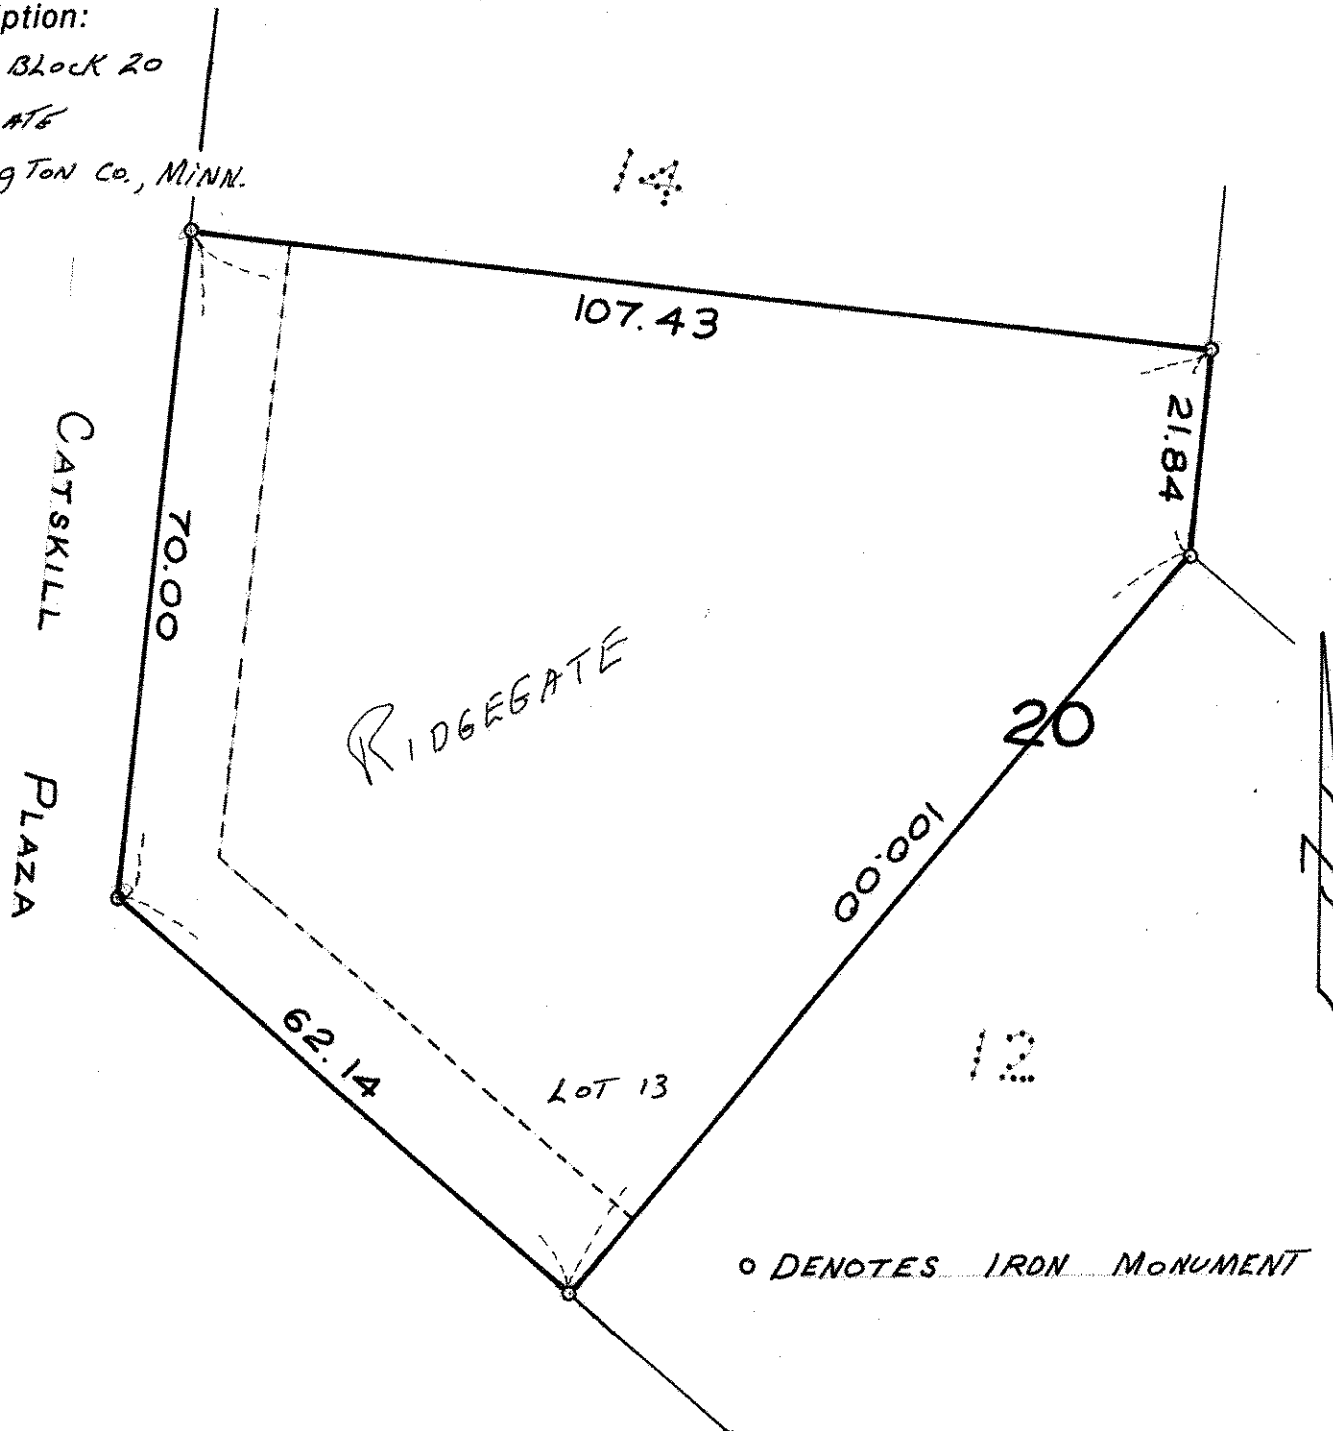 ption:
BLOCK 20
ATE
gTON CO., MINN.
14
107.43
21.84
CATSKILL PLAZA
70.00
RIDGEGATE
20
100.00
62.14
LOT 13
12
o DENOTES IRON MONUMENT